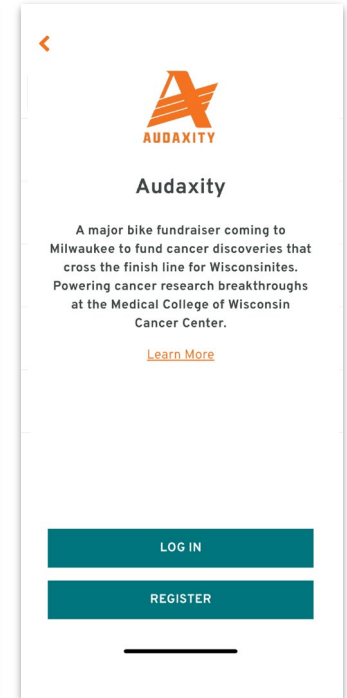 AUDAXITY
Audaxity
A major bike fundraiser coming to
Milwaukee to fund cancer discoveries that
cross the finish line for Wisconsinites.
Powering cancer research breakthroughs
at the Medical College of Wisconsin
Cancer Center.
Learn More
LOG IN
REGISTER